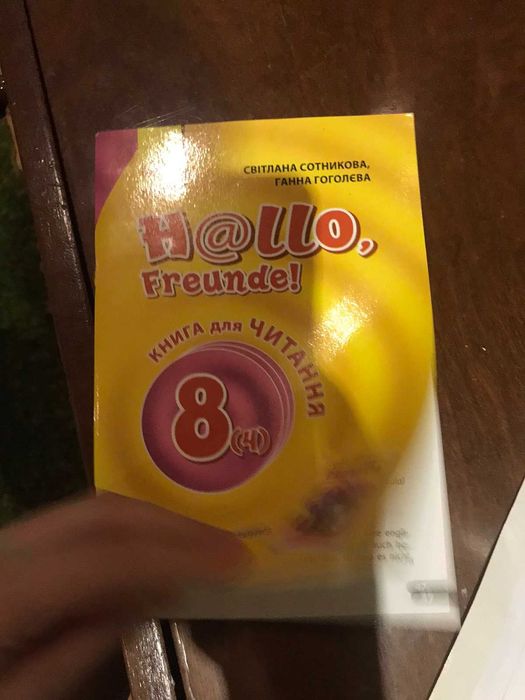 СВІТЛАНА СОТНИКОВА,
ГАННА ГОГОЛЄВА
H@llo,
Freunde!
КНИГА для ЧИТАННЯ
8(4)